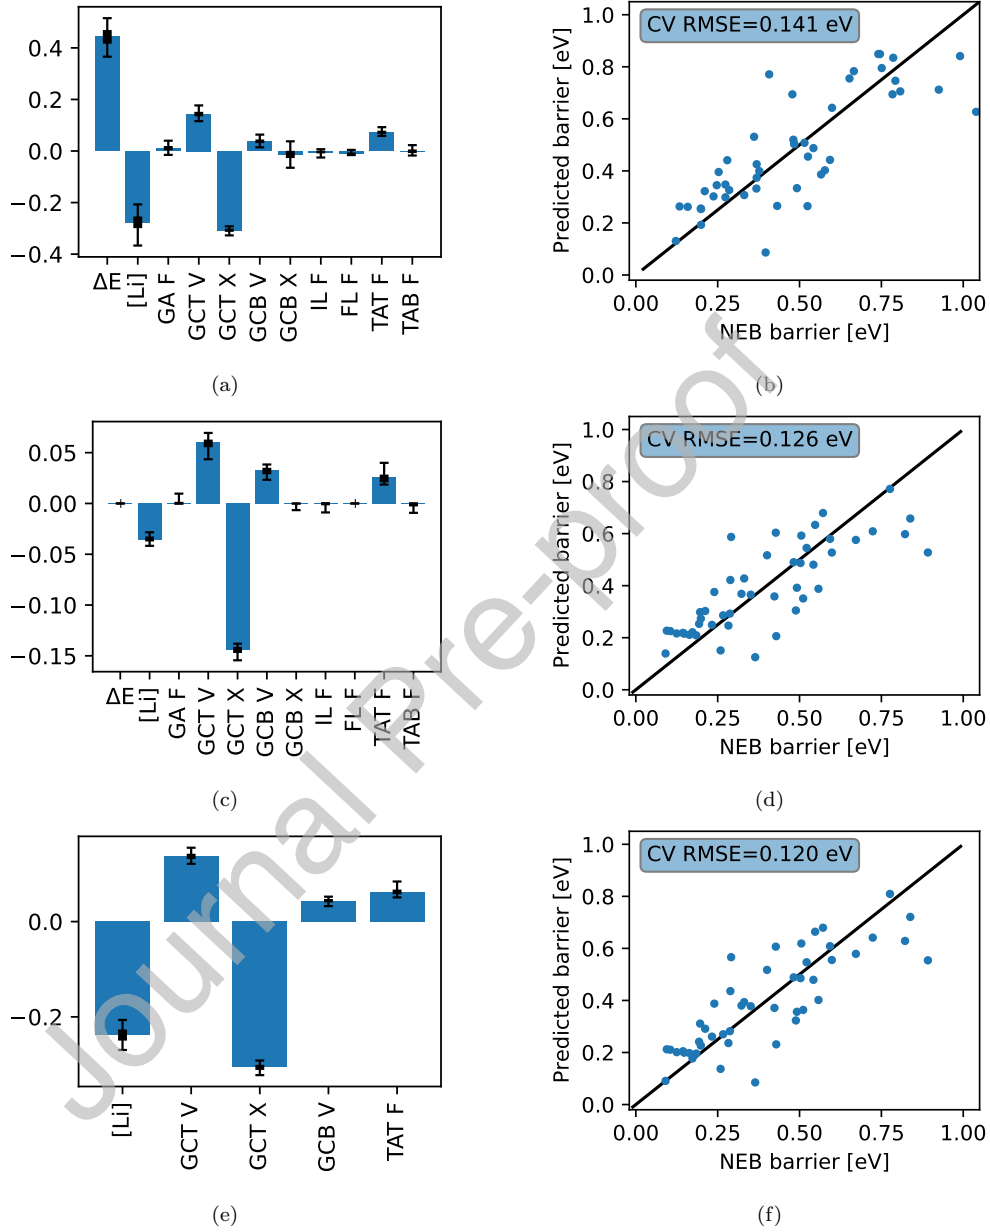 0.4
0.2
0.0
−0.2
−0.4
ΔE
[Li]
GA F
GCT V
GCT X
GCB V
GCB X
IL F
FL F
TAT F
TAB F
(a)
CV RMSE=0.141 eV
Predicted barrier [eV]
1.0
0.8
0.6
0.4
0.2
0.0
0.00 0.25 0.50 0.75 1.00
NEB barrier [eV]
(b)
0.05
0.00
−0.05
−0.10
−0.15
ΔE
[Li]
GA F
GCT V
GCT X
GCB V
GCB X
IL F
FL F
TAT F
TAB F
(c)
CV RMSE=0.126 eV
Predicted barrier [eV]
1.0
0.8
0.6
0.4
0.2
0.0
0.00 0.25 0.50 0.75 1.00
NEB barrier [eV]
(d)
0.0
−0.2
[Li]
GCT V
GCT X
GCB V
TAT F
(e)
CV RMSE=0.120 eV
Predicted barrier [eV]
1.0
0.8
0.6
0.4
0.2
0.0
0.00 0.25 0.50 0.75 1.00
NEB barrier [eV]
(f)
Journal Pre-proof